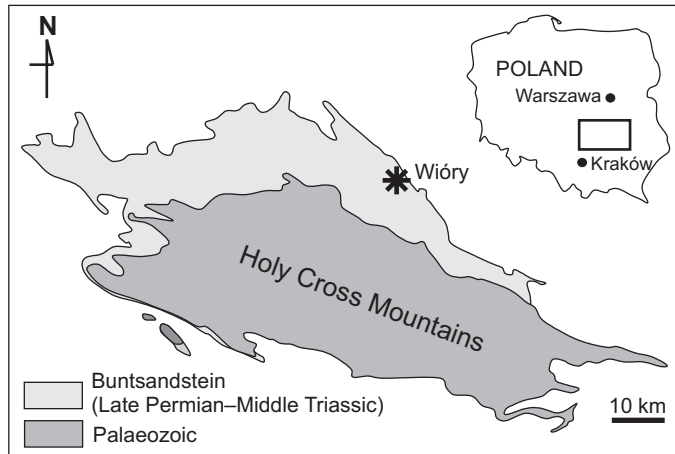 N
POLAND
Warszawa
Kraków
Wióry
Holy Cross Mountains
Buntsandstein
(Late Permian–Middle Triassic)
Palaeozoic
10 km